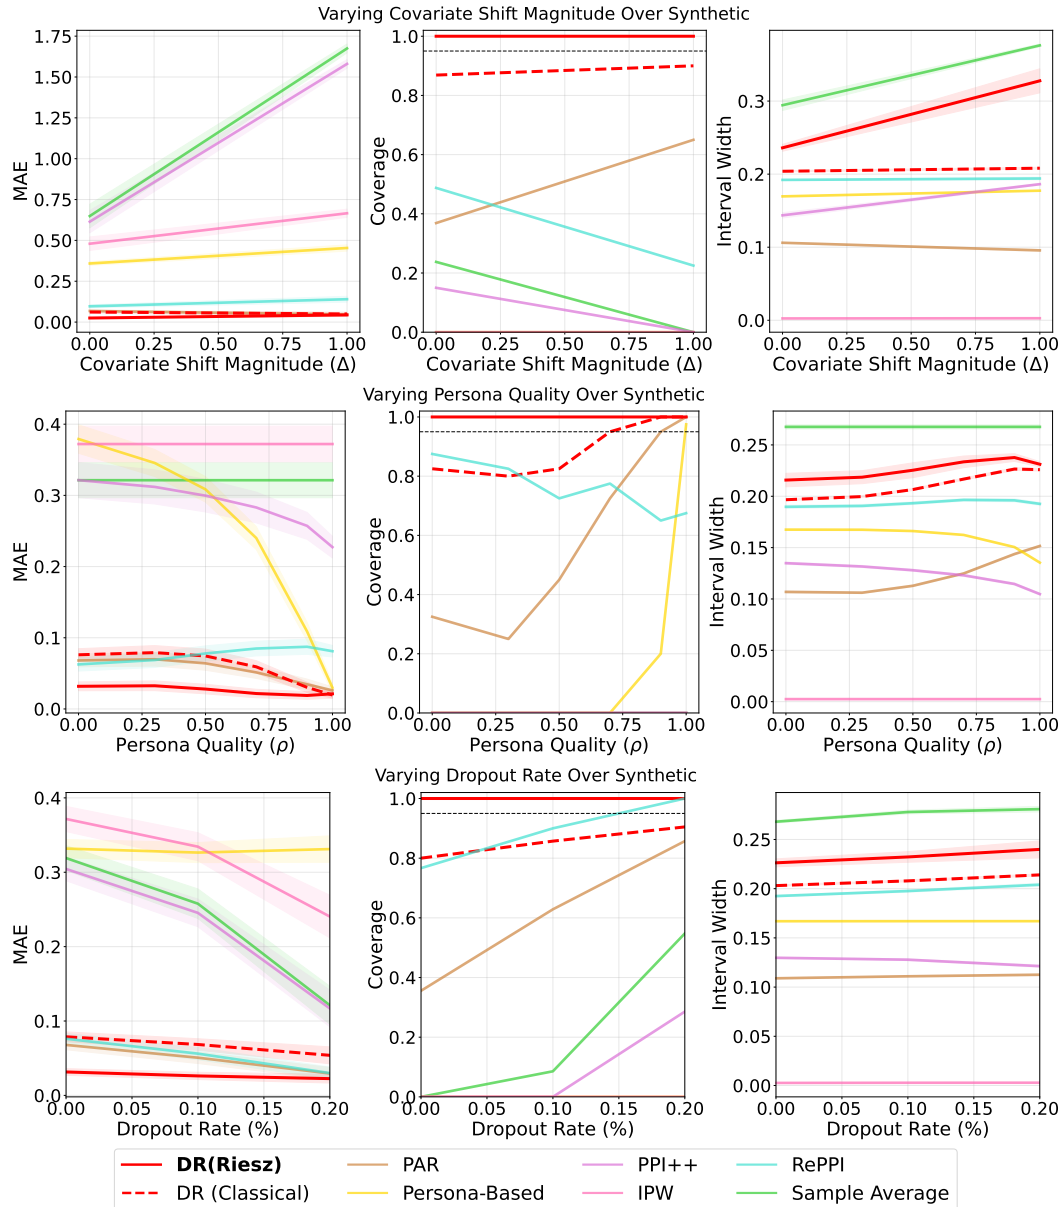 Varying Covariate Shift Magnitude Over Synthetic
MAE
1.75
1.50
1.25
1.00
0.75
0.50
0.25
0.00
0.00 0.25 0.50 0.75 1.00
Covariate Shift Magnitude (Δ)
Coverage
1.0
0.8
0.6
0.4
0.2
0.0
0.00 0.25 0.50 0.75 1.00
Covariate Shift Magnitude (Δ)
Interval Width
0.3
0.2
0.1
0.0
0.00 0.25 0.50 0.75 1.00
Covariate Shift Magnitude (Δ)
Varying Persona Quality Over Synthetic
MAE
0.4
0.3
0.2
0.1
0.0
0.00 0.25 0.50 0.75 1.00
Persona Quality (ρ)
Coverage
1.0
0.8
0.6
0.4
0.2
0.0
0.00 0.25 0.50 0.75 1.00
Persona Quality (ρ)
Interval Width
0.25
0.20
0.15
0.10
0.05
0.00
0.00 0.25 0.50 0.75 1.00
Persona Quality (ρ)
Varying Dropout Rate Over Synthetic
MAE
0.4
0.3
0.2
0.1
0.0
0.00 0.05 0.10 0.15 0.20
Dropout Rate (%)
Coverage
1.0
0.8
0.6
0.4
0.2
0.0
0.00 0.05 0.10 0.15 0.20
Dropout Rate (%)
Interval Width
0.25
0.20
0.15
0.10
0.05
0.00
0.00 0.05 0.10 0.15 0.20
Dropout Rate (%)
DR(Riesz) PAR PPI++ RePPI
DR (Classical) Persona-Based IPW Sample Average